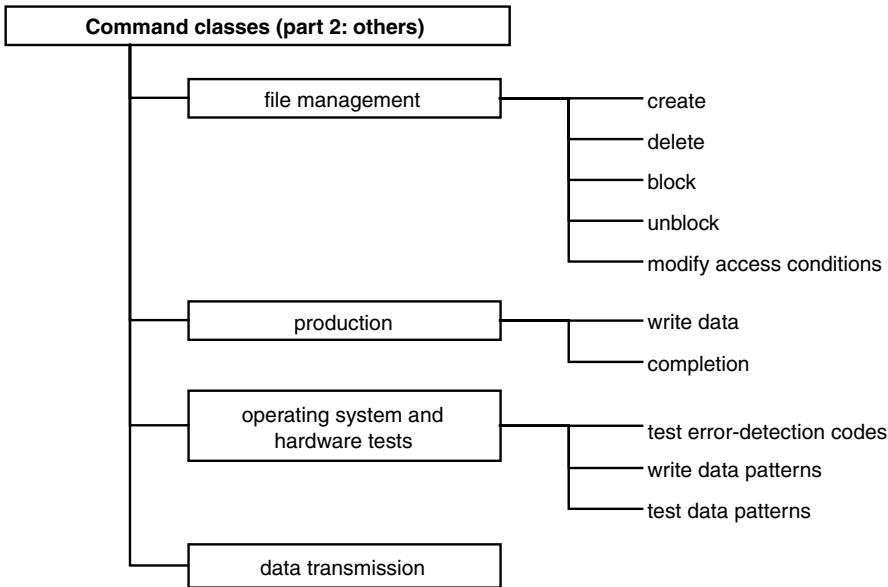 Command classes (part 2: others)
file management
create
delete
block
unblock
modify access conditions
production
write data
completion
operating system and
hardware tests
test error-detection codes
write data patterns
test data patterns
data transmission